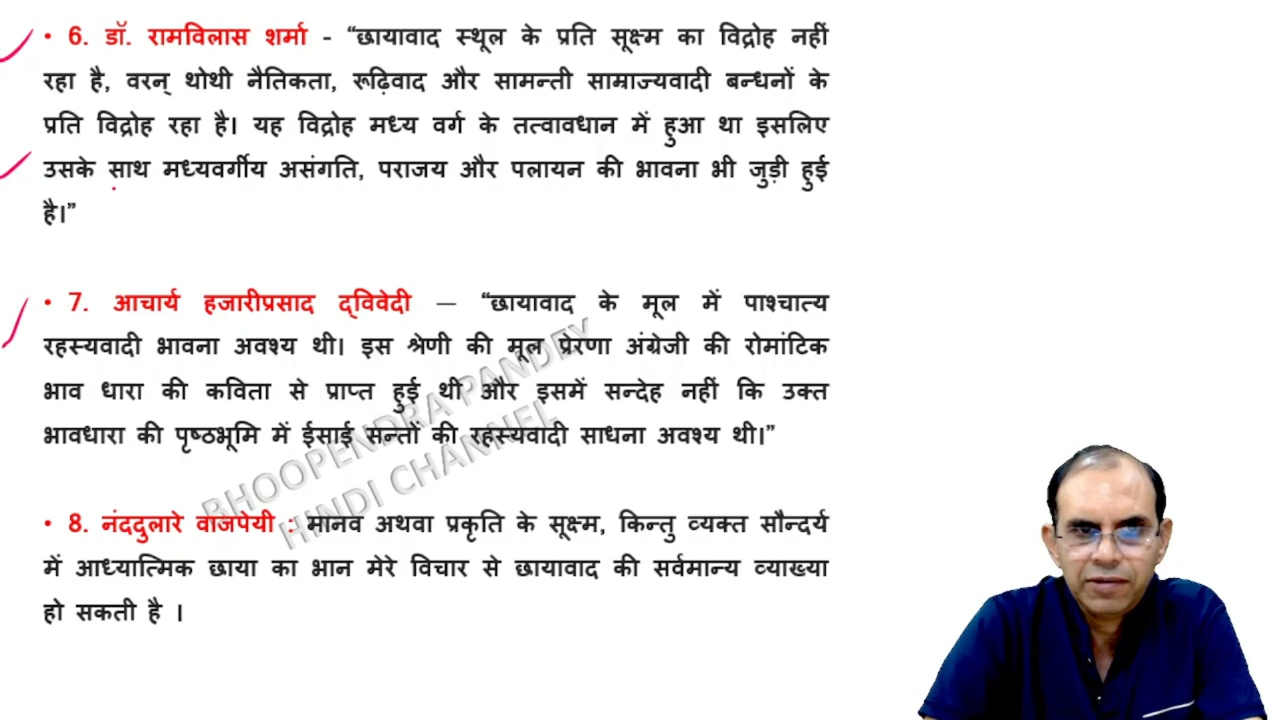 • 6. डॉ. रामविलास शर्मा - “छायावाद स्थूल के प्रति सूक्ष्म का विद्रोह नहीं
रहा है, वरन् थोथी नैतिकता, रूढ़िवाद और सामन्ती साम्राज्यवादी बन्धनों के
प्रति विद्रोह रहा है। यह विद्रोह मध्य वर्ग के तत्वावधान में हुआ था इसलिए
उसके साथ मध्यवर्गीय असंगति, पराजय और पलायन की भावना भी जुड़ी हुई
है।”
• 7. आचार्य हजारीप्रसाद द्विवेदी — “छायावाद के मूल में पाश्चात्य
रहस्यवादी भावना अवश्य थी। इस श्रेणी की मूल प्रेरणा अंग्रेजी की रोमांटिक
भाव धारा की कविता से प्राप्त हुई थी और इसमें सन्देह नहीं कि उक्त
भावधारा की पृष्ठभूमि में ईसाई सन्तों की रहस्यवादी साधना अवश्य थी।”
BHOOPENDRA PANDEY
HINDI CHANNEL
• 8. नंददुलारे वाजपेयी : मानव अथवा प्रकृति के सूक्ष्म, किन्तु व्यक्त सौन्दर्य
में आध्यात्मिक छाया का भान मेरे विचार से छायावाद की सर्वमान्य व्याख्या
हो सकती है ।